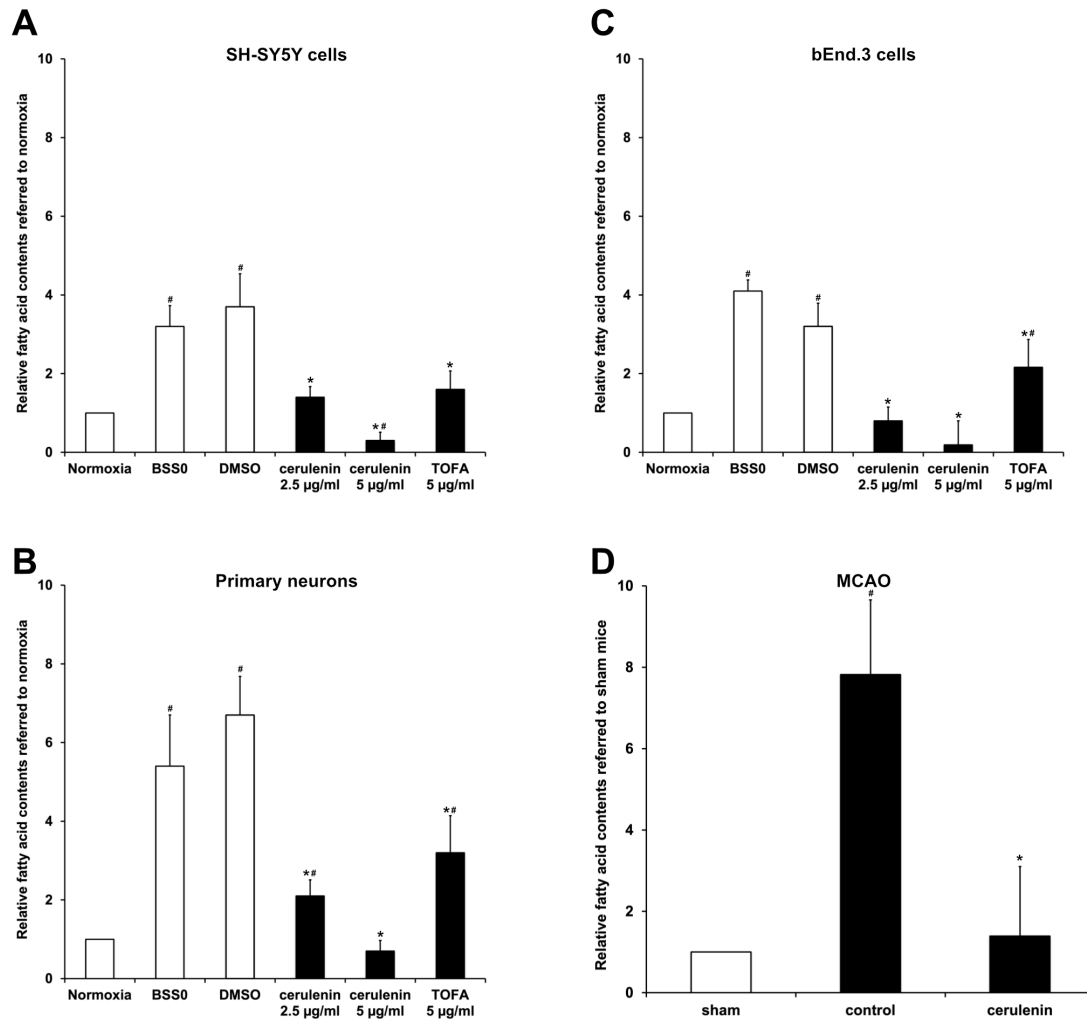 A
SH-SY5Y cells
Relative fatty acid contents referred to normoxia
10
8
6
4
2
0
#
#
*
*#
*
Normoxia BSS0 DMSO cerulenin 2.5 µg/ml cerulenin 5 µg/ml TOFA 5 µg/ml
C
bEnd.3 cells
Relative fatty acid contents referred to normoxia
10
8
6
4
2
0
#
#
*
*
*#
Normoxia BSS0 DMSO cerulenin 2.5 µg/ml cerulenin 5 µg/ml TOFA 5 µg/ml
B
Primary neurons
Relative fatty acid contents referred to normoxia
10
8
6
4
2
0
#
#
*#
*
*#
Normoxia BSS0 DMSO cerulenin 2.5 µg/ml cerulenin 5 µg/ml TOFA 5 µg/ml
D
MCAO
Relative fatty acid contents referred to sham mice
10
8
6
4
2
0
#
*
sham control cerulenin